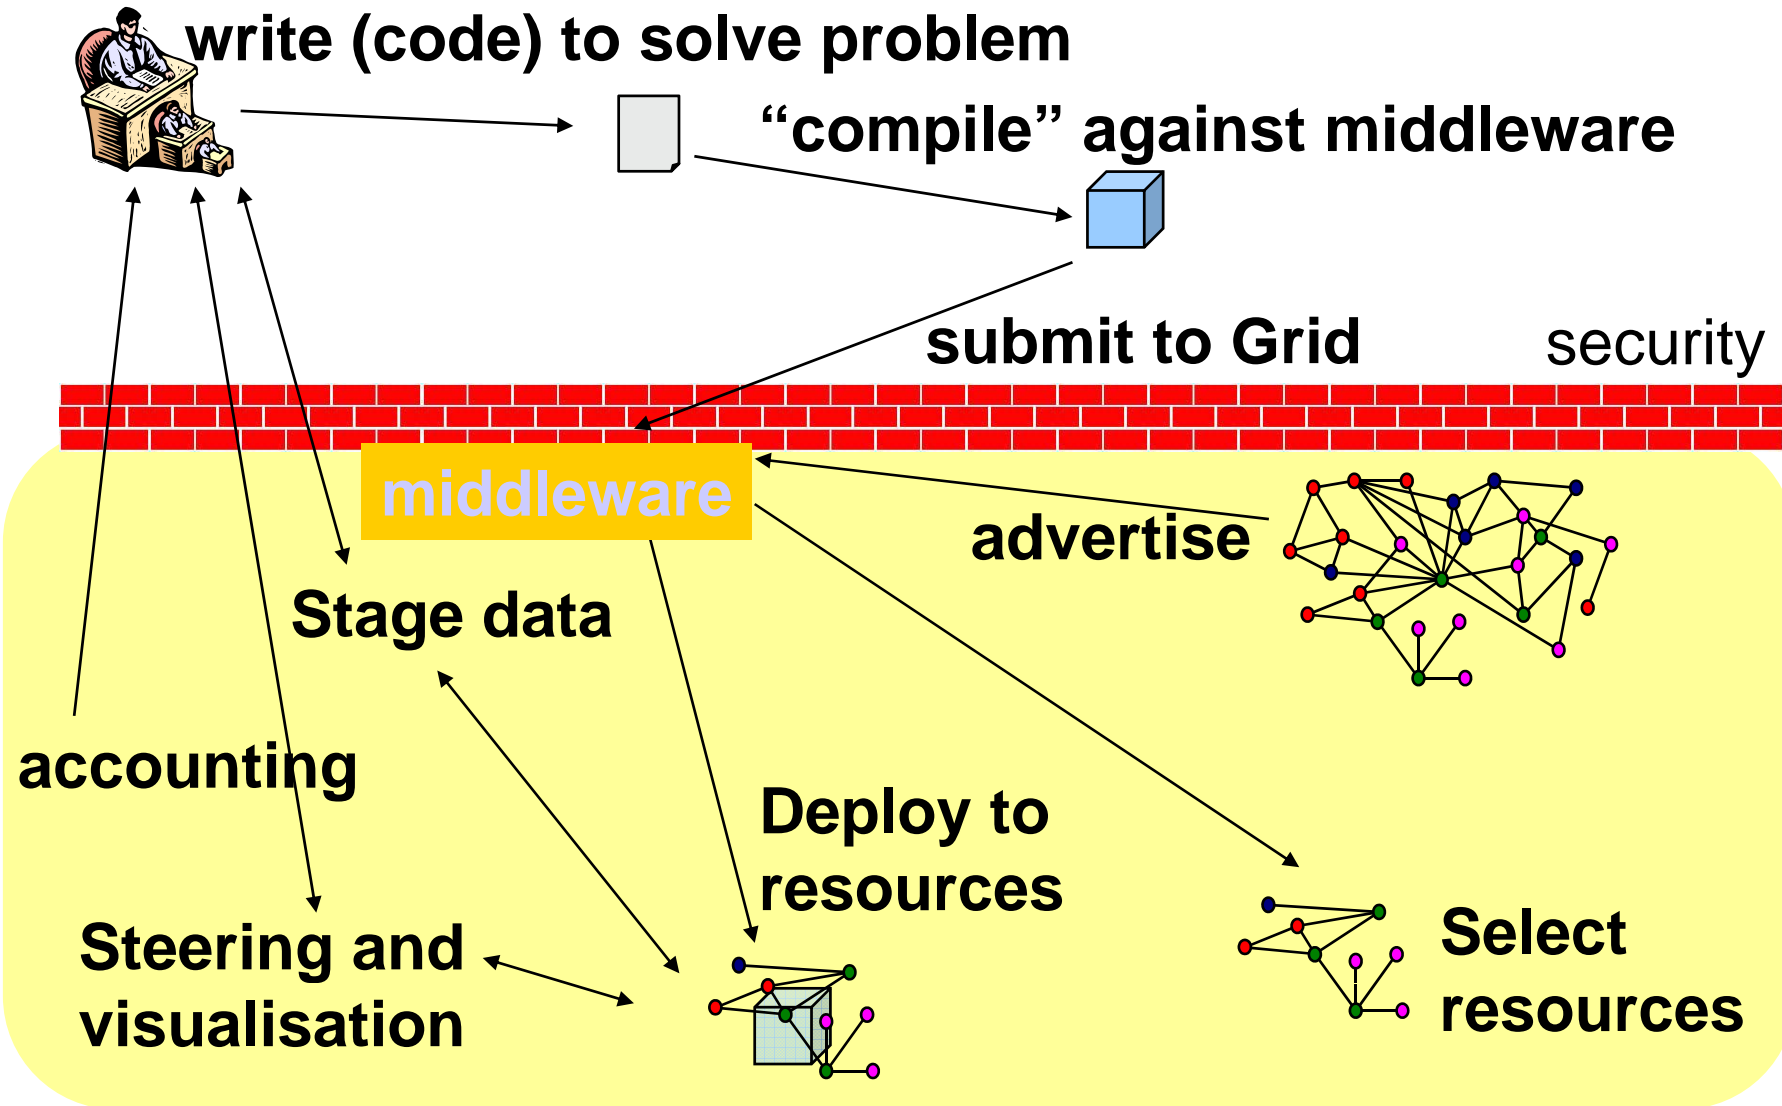 write (code) to solve problem
“compile” against middleware
submit to Grid
security
middleware
advertise
Stage data
accounting
Deploy to
resources
Steering and
visualisation
Select
resources